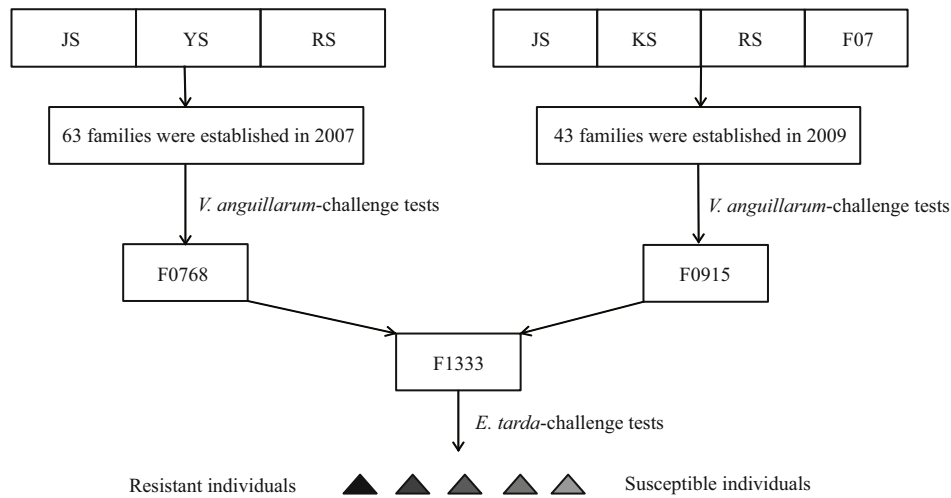 JS YS RS
JS KS RS F07
63 families were established in 2007
43 families were established in 2009
V. anguillarum-challenge tests
V. anguillarum-challenge tests
F0768
F0915
F1333
E. tarda-challenge tests
Resistant individuals
Susceptible individuals